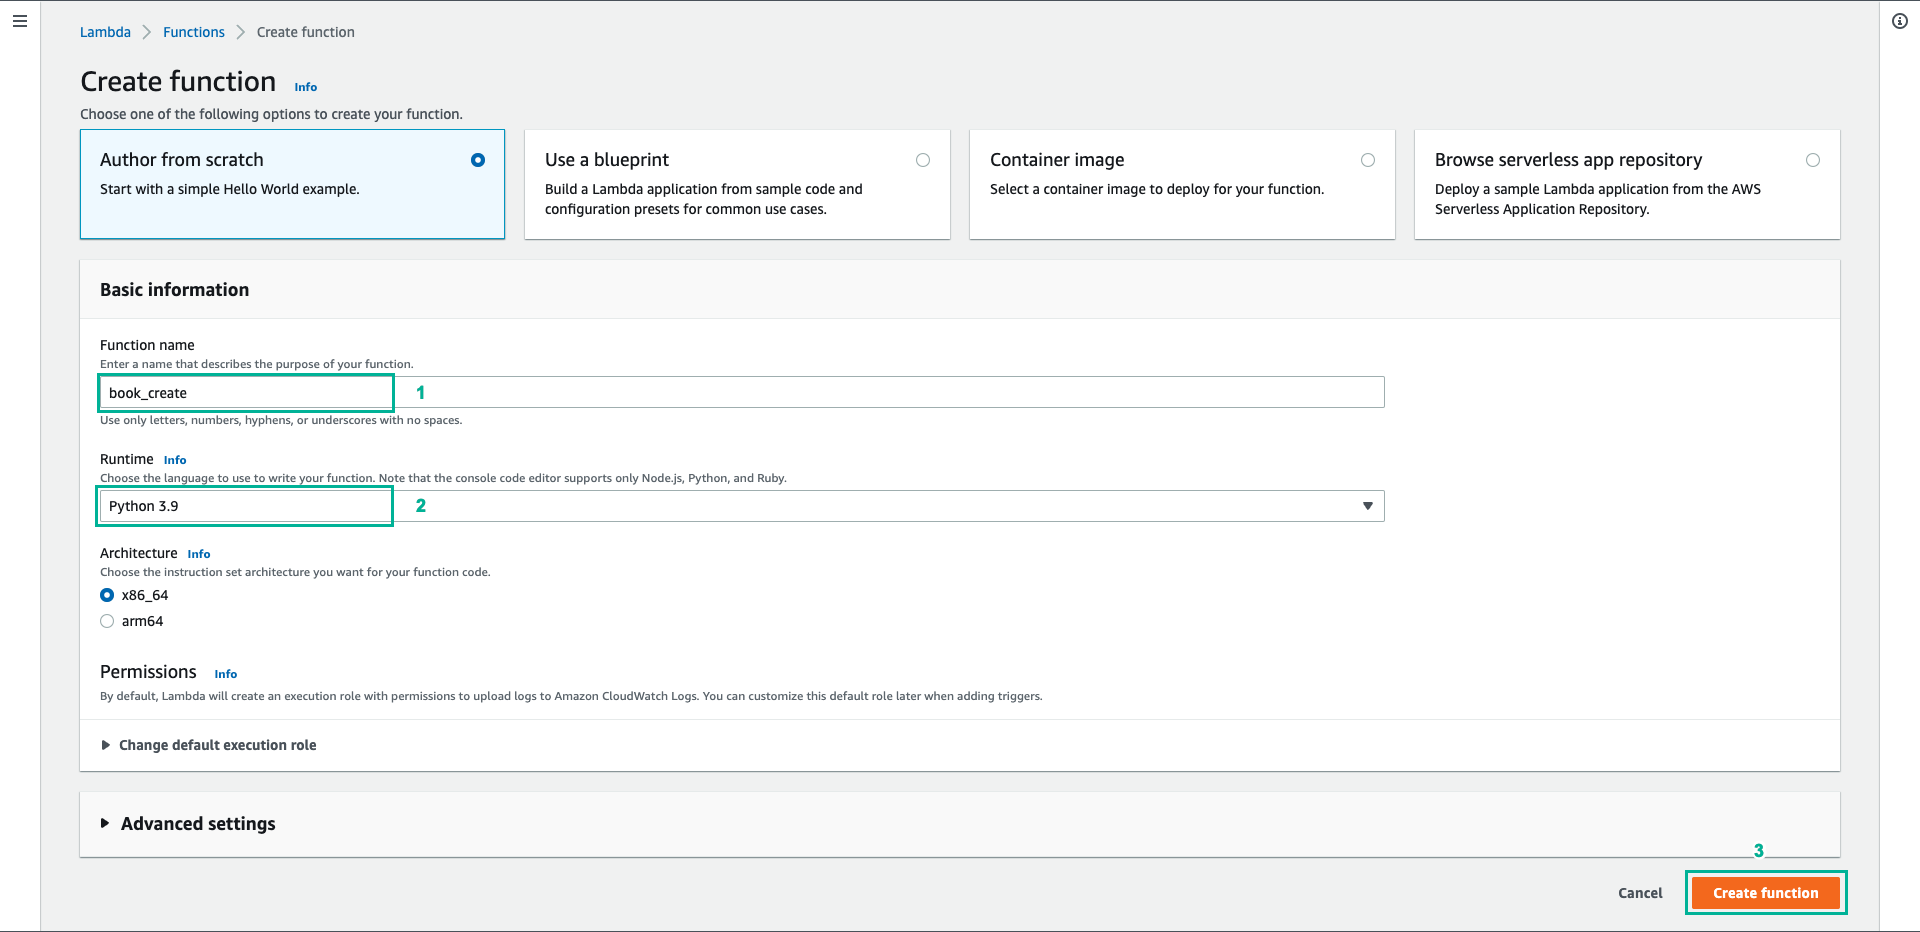 Lambda > Functions > Create function
Create function Info
Choose one of the following options to create your function.
Author from scratch
Start with a simple Hello World example.
Use a blueprint
Build a Lambda application from sample code and
configuration presets for common use cases.
Container image
Select a container image to deploy for your function.
Browse serverless app repository
Deploy a sample Lambda application from the AWS
Serverless Application Repository.
Basic information
Function name
Enter a name that describes the purpose of your function.
book_create 1
Use only letters, numbers, hyphens, or underscores with no spaces.
Runtime Info
Choose the language to use to write your function. Note that the console code editor supports only Node.js, Python, and Ruby.
Python 3.9 2
Architecture Info
Choose the instruction set architecture you want for your function code.
x86_64
arm64
Permissions Info
By default, Lambda will create an execution role with permissions to upload logs to Amazon CloudWatch Logs. You can customize this default role later when adding triggers.
Change default execution role
Advanced settings
3
Cancel Create function